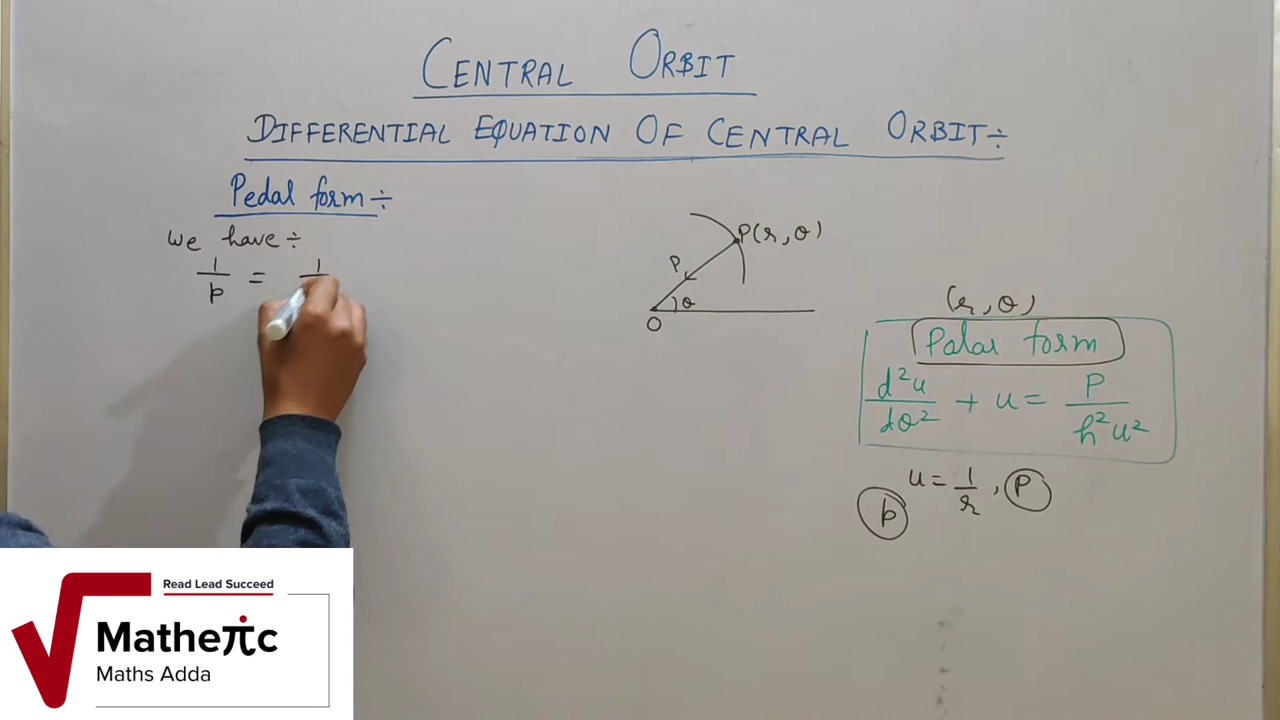 CENTRAL ORBIT
DIFFERENTIAL EQUATION OF CENTRAL ORBIT÷
Pedal form÷
We have÷
1/p = 1
P(r, θ)
P
θ
O
(r, θ)
Palar form
d²u/dθ² + u = P/h²u²
u = 1/r , P
p
Read Lead Succeed
Matheπc
Maths Adda